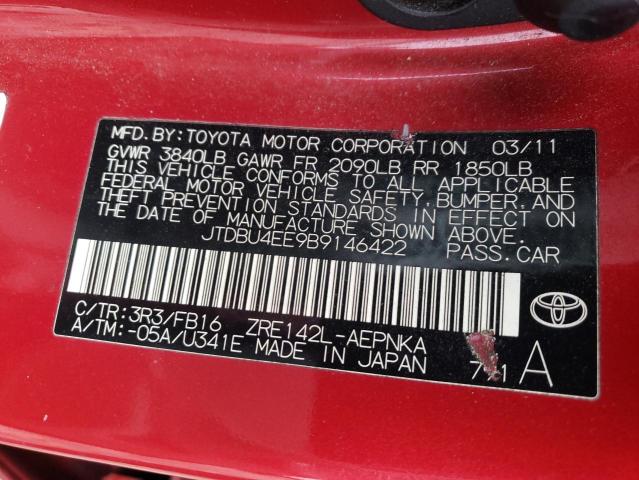 MFD. BY: TOYOTA MOTOR CORPORATION 03/11
GVWR 3840LB GAWR FR 2090LB RR 1850LB
THIS VEHICLE CONFORMS TO ALL APPLICABLE
FEDERAL MOTOR VEHICLE SAFETY, BUMPER, AND
THEFT PREVENTION STANDARDS IN EFFECT ON
THE DATE OF MANUFACTURE SHOWN ABOVE.
JTDBU4EE9B9146422 PASS. CAR
C/TR: 3R3/FB16 ZRE142L-AEPNKA
A/TM: -05A/U341E MADE IN JAPAN A